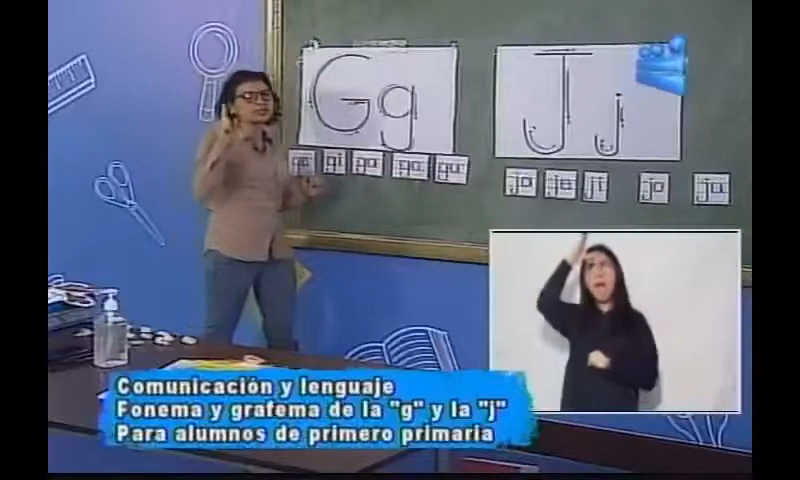 Gg
Jj
ge gi ga go gu
ja je ji jo ju
Comunicación y lenguaje
Fonema y grafema de la "g" y la "j"
Para alumnos de primero primaria